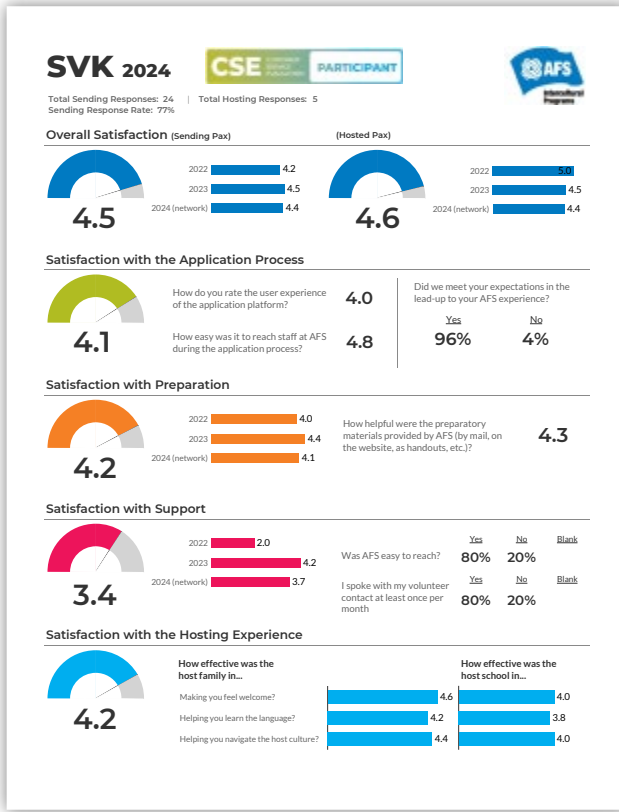 SVK 2024
CSE
PARTICIPANT
AFS
Intercultural
Programs
Total Sending Responses: 24 | Total Hosting Responses: 5
Sending Response Rate: 77%
Overall Satisfaction (Sending Pax)
(Hosted Pax)
4.5
2022 4.2
2023 4.5
2024 (network) 4.4
4.6
2022 5.0
2023 4.5
2024 (network) 4.4
Satisfaction with the Application Process
4.1
How do you rate the user experience
of the application platform?
4.0
How easy was it to reach staff at AFS
during the application process?
4.8
Did we meet your expectations in the
lead-up to your AFS experience?
Yes No
96% 4%
Satisfaction with Preparation
4.2
2022 4.0
2023 4.4
2024 (network) 4.1
How helpful were the preparatory
materials provided by AFS (by mail, on
the website, as handouts, etc.)?
4.3
Satisfaction with Support
3.4
2022 2.0
2023 4.2
2024 (network) 3.7
Yes No Blank
Was AFS easy to reach? 80% 20%
Yes No Blank
I spoke with my volunteer
contact at least once per
month
80% 20%
Satisfaction with the Hosting Experience
4.2
How effective was the
host family in...
How effective was the
host school in...
Making you feel welcome? 4.6 4.0
Helping you learn the language? 4.2 3.8
Helping you navigate the host culture? 4.4 4.0